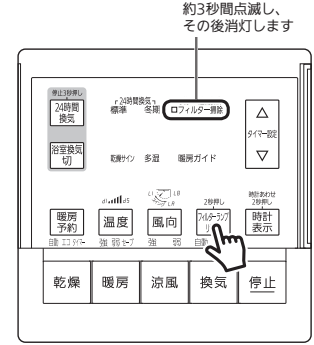 約3秒間点滅し、
その後消灯します
停止3秒押し
24時間
換気
24時間換気
標準 冬期 フィルター掃除
タイマー設定
浴室換気
切
乾燥サイン 多湿 暖房ガイド
2秒押し
時計あわせ
2秒押し
暖房
予約
温度
風向
フィルターランプ
リ
時計
表示
自動 エコ タイマー 強 弱 セーブ 強 弱 自動
乾燥 暖房 涼風 換気 停止